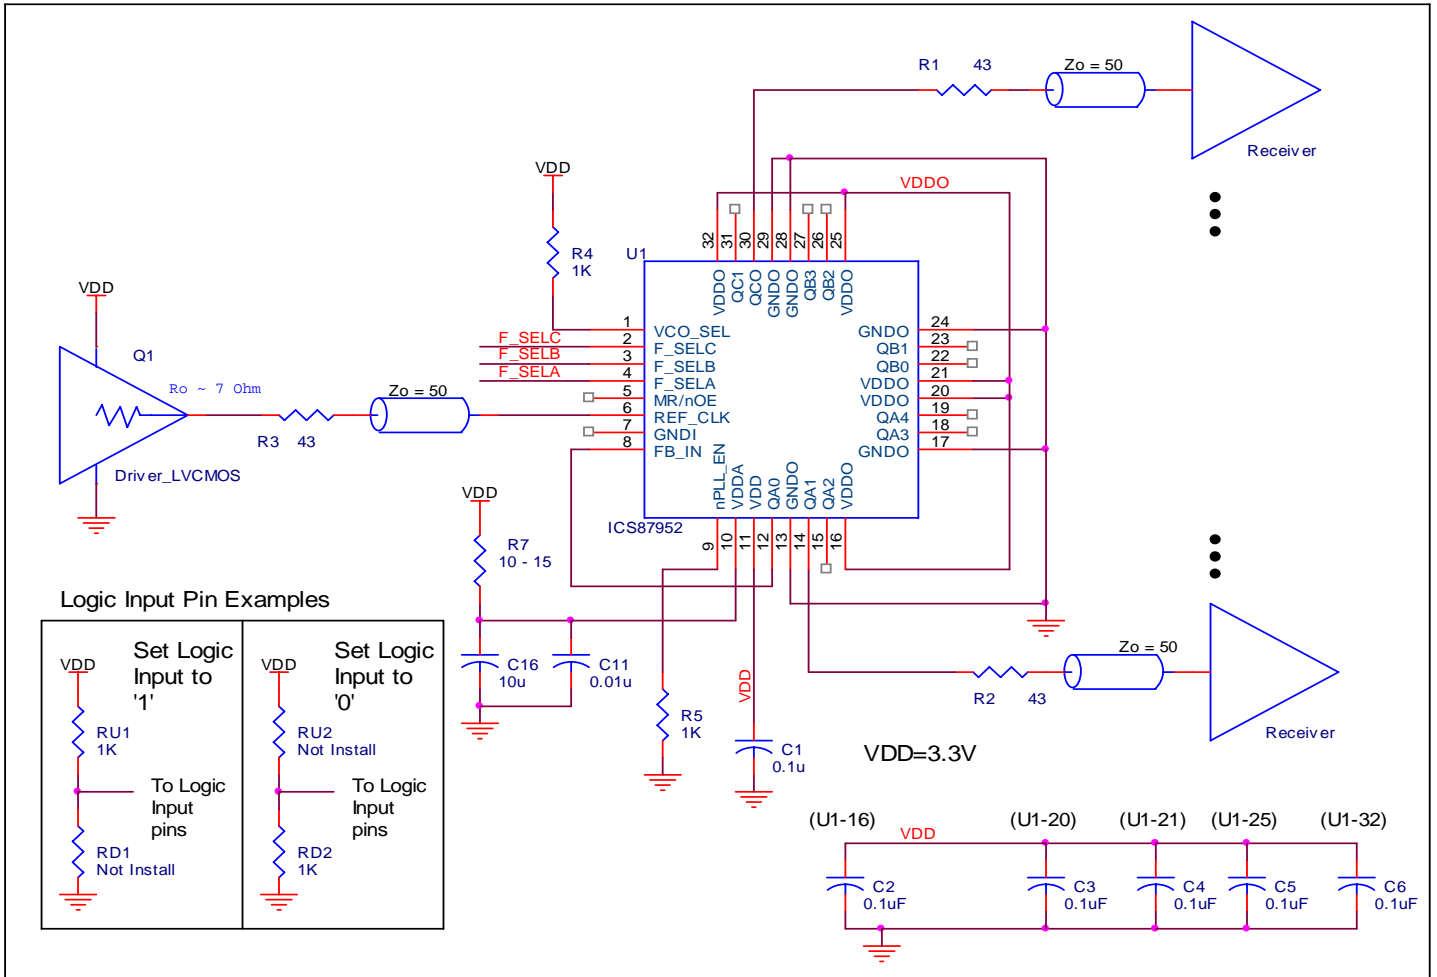 R1 43
Zo = 50
Receiver
VDD
VDDO
R4
1K
U1
32 31 30 29 28 27 26 25
VDDO QC1 QCO GNDO GNDO QB3 QB2 VDDO
VDD
Q1
Ro ~ 7 Ohm
R3 43
Zo = 50
Driver_LVCMOS
F_SELC
F_SELB
F_SELA
1 VCO_SEL
2 F_SELC
3 F_SELB
4 F_SELA
5 MR/nOE
6 REF_CLK
7 GNDI
8 FB_IN
GNDO 24
QB1 23
QB0 22
VDDO 21
VDDO 20
QA4 19
QA3 18
GNDO 17
nPLL_EN VDDA VDD QA0 GNDO QA1 QA2 VDDO
9 10 11 12 13 14 15 16
ICS87952
VDD
R7
10 - 15
C16
10u
C11
0.01u
R5
1K
VDD
C1
0.1u
R2 43
Zo = 50
Receiver
VDD=3.3V
Logic Input Pin Examples
VDD
Set Logic
Input to
'1'
RU1
1K
To Logic
Input
pins
RD1
Not Install
VDD
Set Logic
Input to
'0'
RU2
Not Install
To Logic
Input
pins
RD2
1K
(U1-16) (U1-20) (U1-21) (U1-25) (U1-32)
VDD
C2
0.1uF
C3
0.1uF
C4
0.1uF
C5
0.1uF
C6
0.1uF